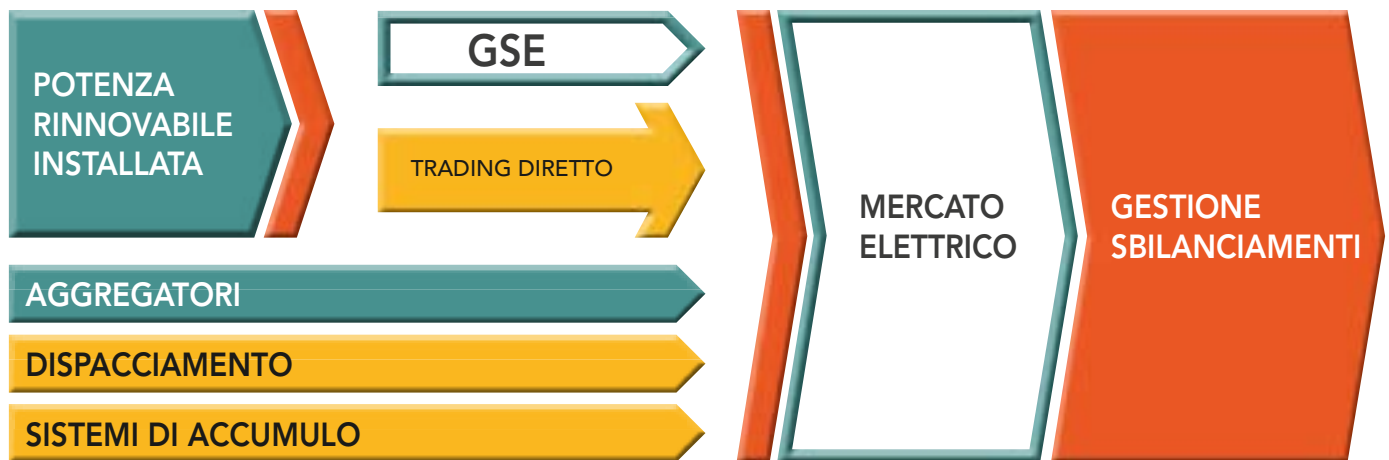 POTENZA
RINNOVABILE
INSTALLATA
GSE
TRADING DIRETTO
AGGREGATORI
DISPACCIAMENTO
SISTEMI DI ACCUMULO
MERCATO
ELETTRICO
GESTIONE
SBILANCIAMENTI